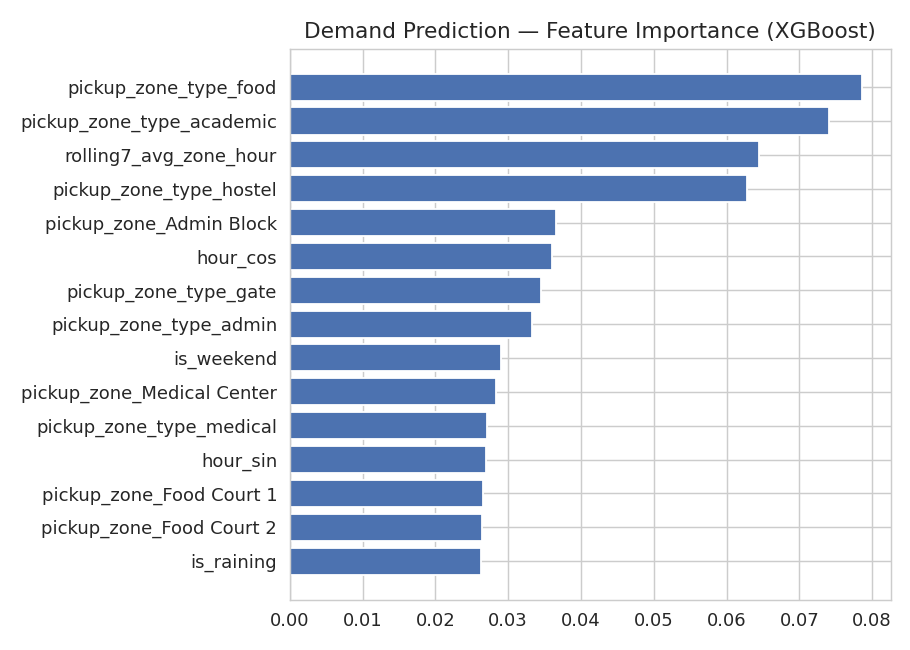 Demand Prediction — Feature Importance (XGBoost)
pickup_zone_type_food
pickup_zone_type_academic
rolling7_avg_zone_hour
pickup_zone_type_hostel
pickup_zone_Admin Block
hour_cos
pickup_zone_type_gate
pickup_zone_type_admin
is_weekend
pickup_zone_Medical Center
pickup_zone_type_medical
hour_sin
pickup_zone_Food Court 1
pickup_zone_Food Court 2
is_raining
0.00 0.01 0.02 0.03 0.04 0.05 0.06 0.07 0.08